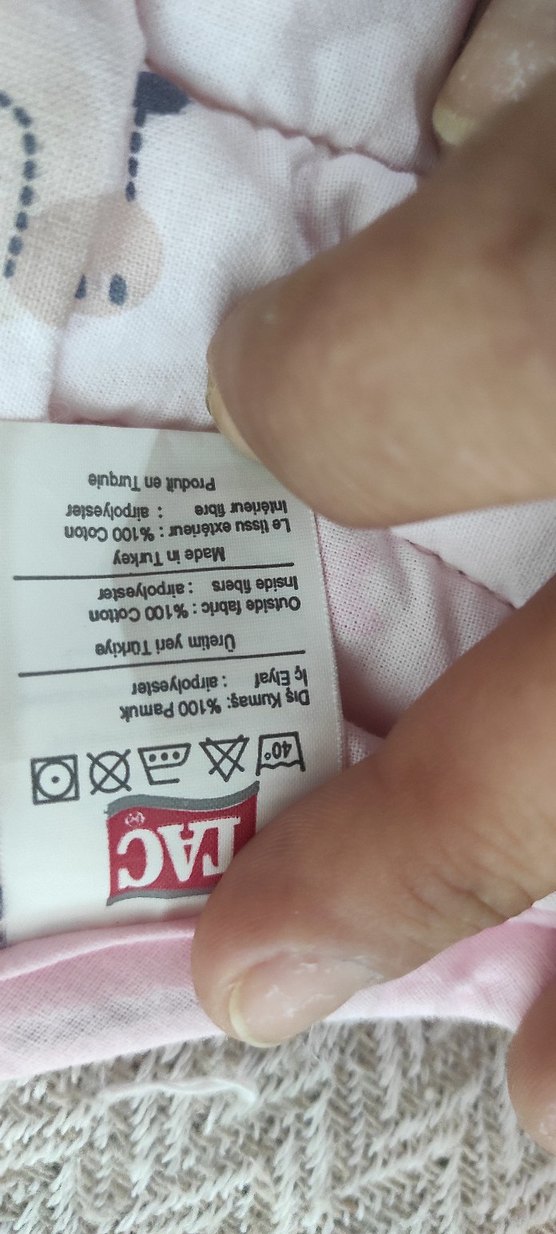 TAÇ
40°
Dış Kumaş: %100 Pamuk
İç Elyaf : airpolyester
Üretim yeri Türkiye
Outside fabric : %100 Cotton
Inside fibers : airpolyester
Made in Turkey
Le tissu extérieur : %100 Coton
Intérieur fibre : airpolyester
Produit en Turquie